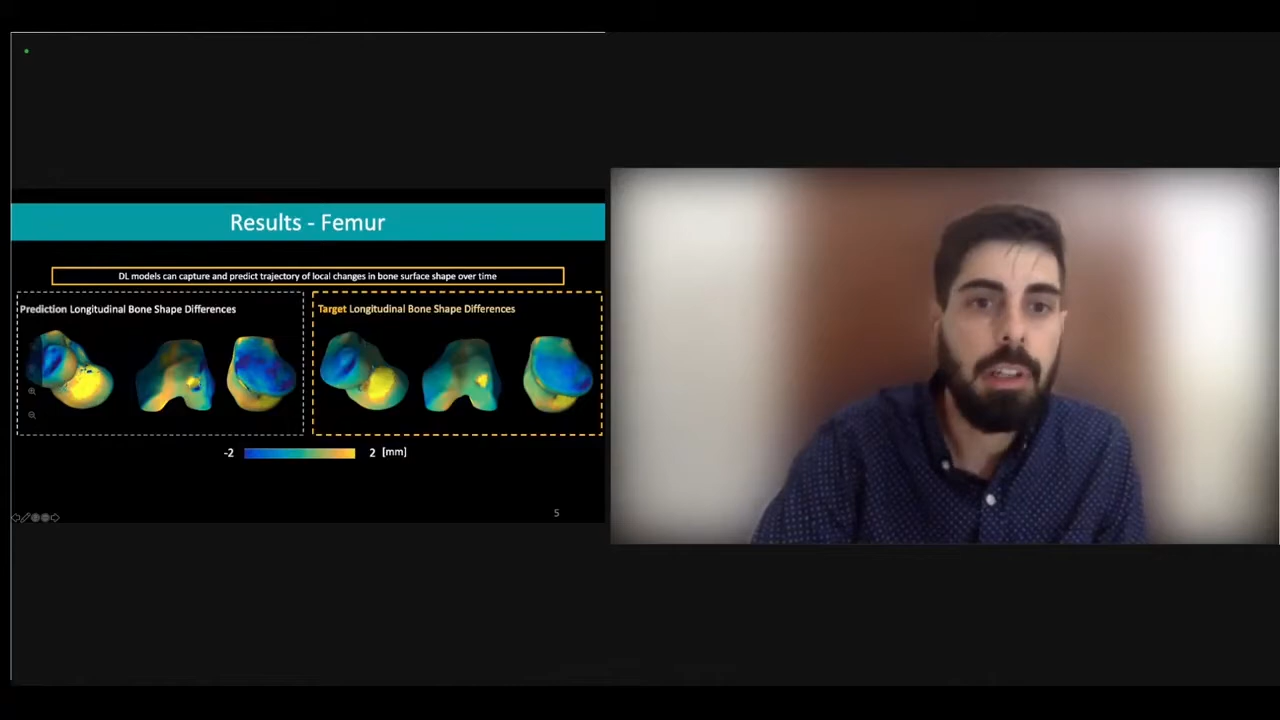 Results - Femur
DL models can capture and predict trajectory of local changes in bone surface shape over time
Prediction Longitudinal Bone Shape Differences
Target Longitudinal Bone Shape Differences
-2 2 [mm]
5